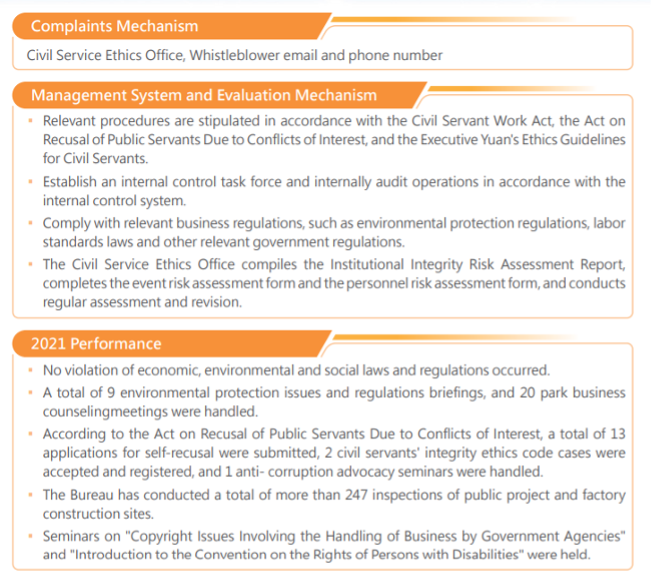 Complaints Mechanism
Civil Service Ethics Office, Whistleblower email and phone number
Management System and Evaluation Mechanism
• Relevant procedures are stipulated in accordance with the Civil Servant Work Act, the Act on
Recusal of Public Servants Due to Conflicts of Interest, and the Executive Yuan's Ethics Guidelines
for Civil Servants.
• Establish an internal control task force and internally audit operations in accordance with the
internal control system.
• Comply with relevant business regulations, such as environmental protection regulations, labor
standards laws and other relevant government regulations.
• The Civil Service Ethics Office compiles the Institutional Integrity Risk Assessment Report,
completes the event risk assessment form and the personnel risk assessment form, and conducts
regular assessment and revision.
2021 Performance
• No violation of economic, environmental and social laws and regulations occurred.
• A total of 9 environmental protection issues and regulations briefings, and 20 park business
counselingmeetings were handled.
• According to the Act on Recusal of Public Servants Due to Conflicts of Interest, a total of 13
applications for self-recusal were submitted, 2 civil servants' integrity ethics code cases were
accepted and registered, and 1 anti- corruption advocacy seminars were handled.
• The Bureau has conducted a total of more than 247 inspections of public project and factory
construction sites.
• Seminars on "Copyright Issues Involving the Handling of Business by Government Agencies"
and "Introduction to the Convention on the Rights of Persons with Disabilities" were held.